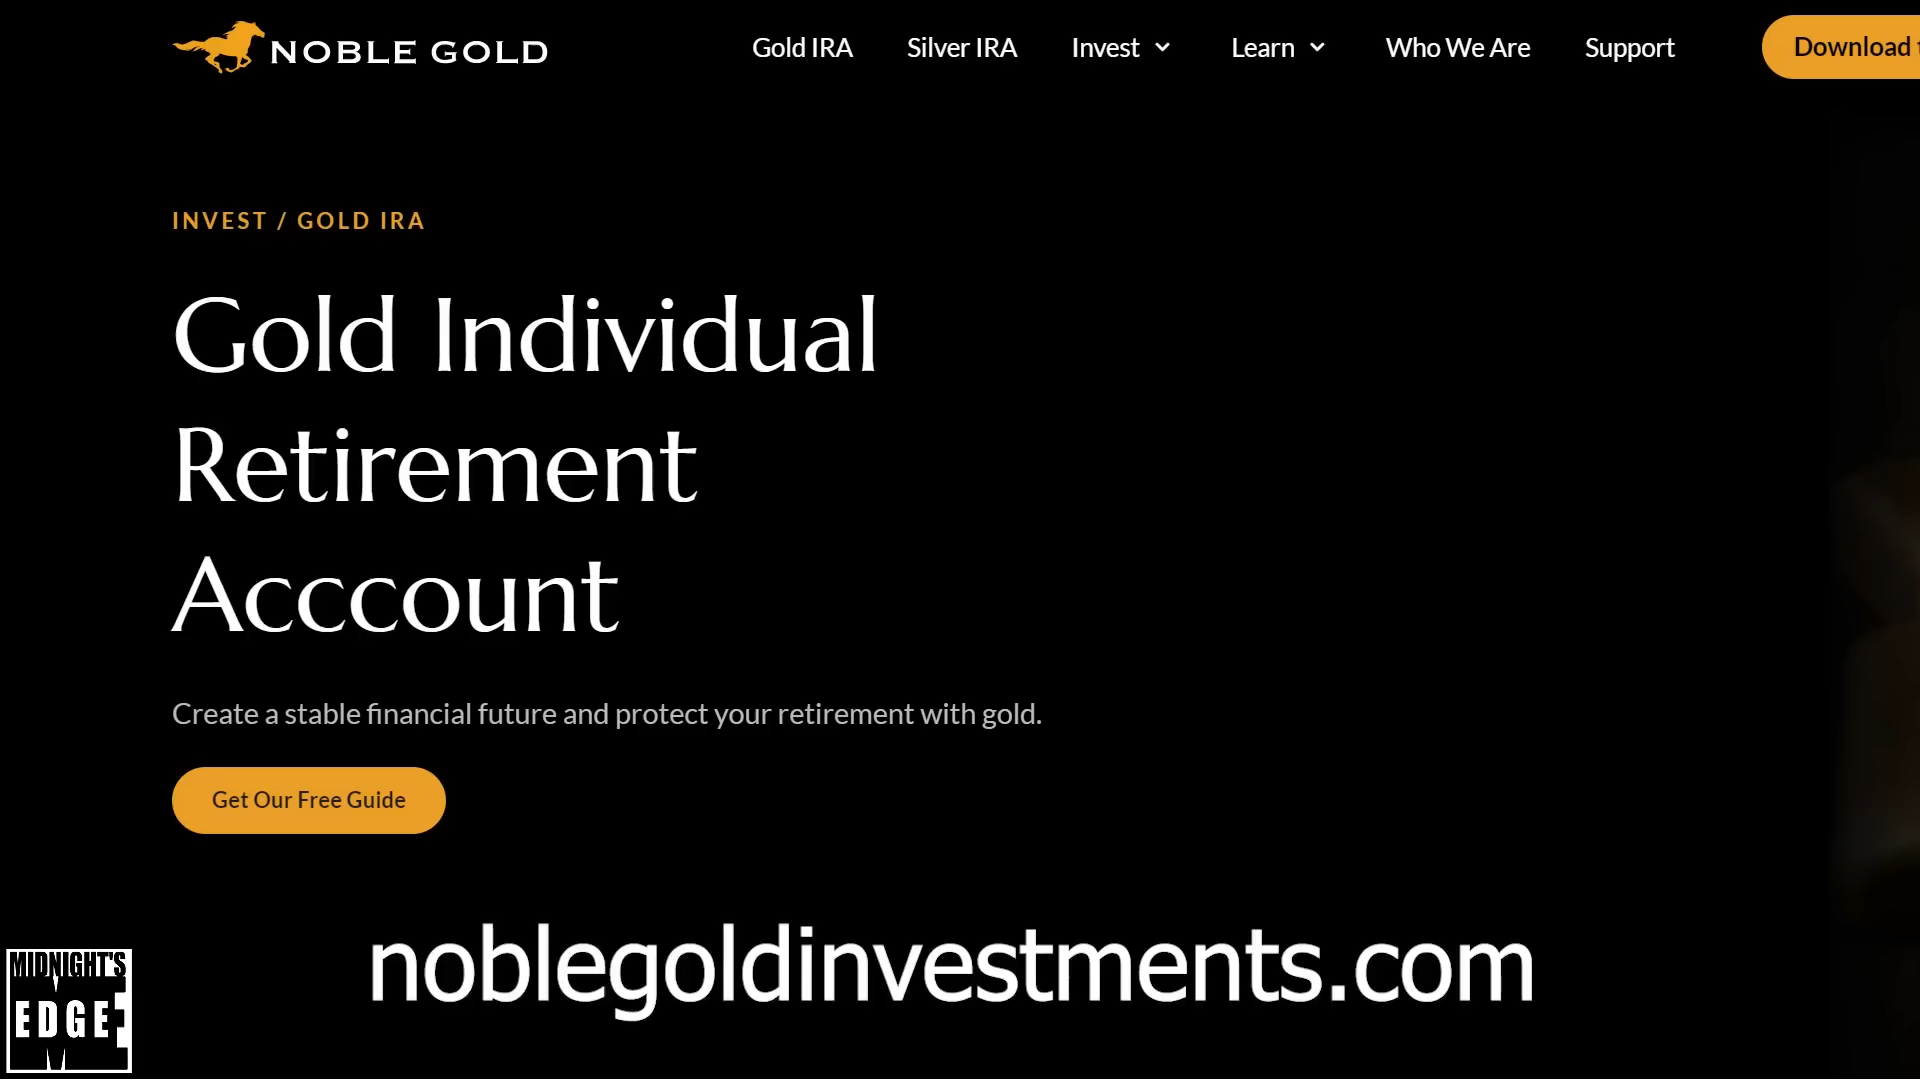 NOBLE GOLD
Gold IRA Silver IRA Invest Learn Who We Are Support Download
INVEST / GOLD IRA
Gold Individual
Retirement
Acccount
Create a stable financial future and protect your retirement with gold.
Get Our Free Guide
noblegoldinvestments.com
MIDNIGHT'S
EDGE